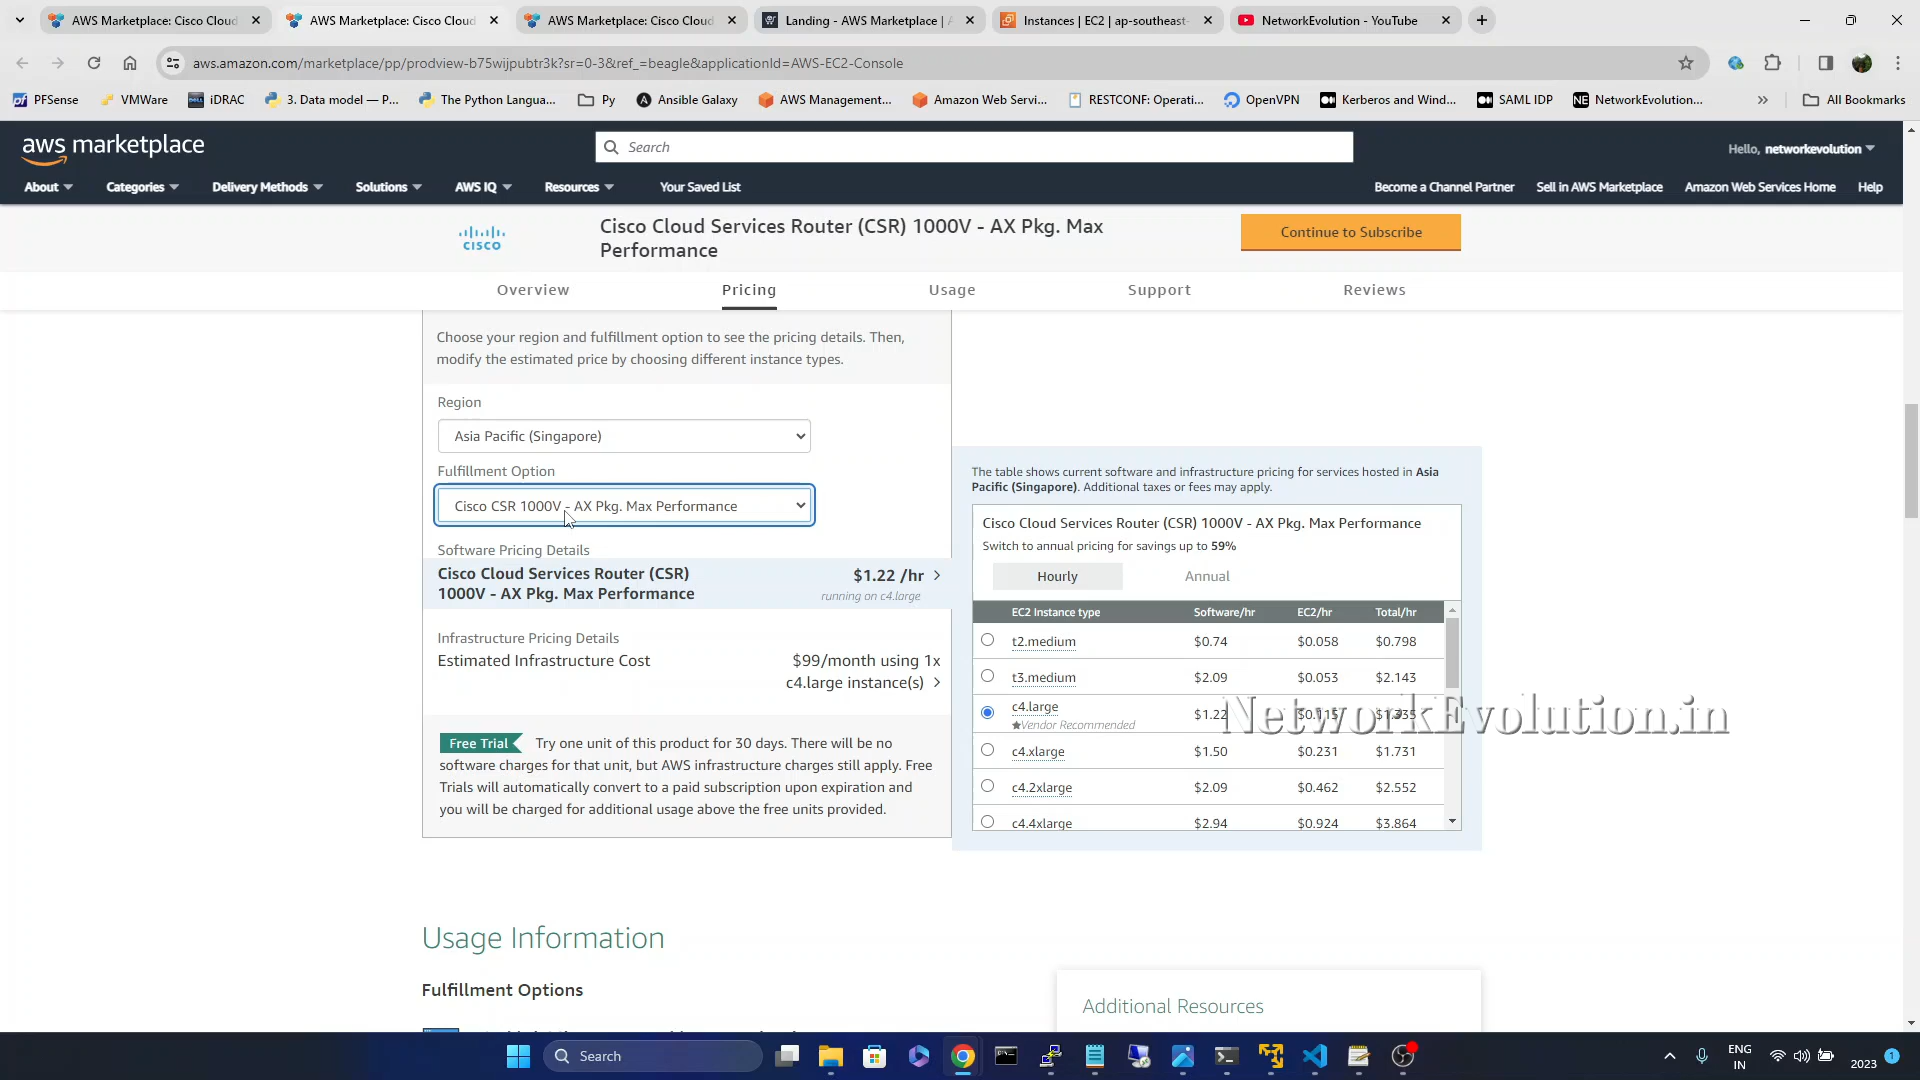 AWS Marketplace: Cisco Cloud
AWS Marketplace: Cisco Cloud
AWS Marketplace: Cisco Cloud
Landing - AWS Marketplace |
Instances | EC2 | ap-southeast-
NetworkEvolution - YouTube
aws.amazon.com/marketplace/pp/prodview-b75wijpubtr3k?sr=0-3&ref_=beagle&applicationId=AWS-EC2-Console
PFSense
VMWare
iDRAC
3. Data model — P...
The Python Langua...
Py
Ansible Galaxy
AWS Management...
Amazon Web Servi...
RESTCONF: Operati...
OpenVPN
Kerberos and Wind...
SAML IDP
NetworkEvolution...
All Bookmarks
aws marketplace
Search
Hello, networkevolution
About
Categories
Delivery Methods
Solutions
AWS IQ
Resources
Your Saved List
Become a Channel Partner
Sell in AWS Marketplace
Amazon Web Services Home
Help
CISCO
Cisco Cloud Services Router (CSR) 1000V - AX Pkg. Max
Performance
Continue to Subscribe
Overview
Pricing
Usage
Support
Reviews
Choose your region and fulfillment option to see the pricing details. Then,
modify the estimated price by choosing different instance types.
Region
Asia Pacific (Singapore)
Fulfillment Option
Cisco CSR 1000V - AX Pkg. Max Performance
Software Pricing Details
Cisco Cloud Services Router (CSR)
1000V - AX Pkg. Max Performance
$1.22 /hr >
running on c4.large
Infrastructure Pricing Details
Estimated Infrastructure Cost
$99/month using 1x
c4.large instance(s) >
Free Trial
Try one unit of this product for 30 days. There will be no
software charges for that unit, but AWS infrastructure charges still apply. Free
Trials will automatically convert to a paid subscription upon expiration and
you will be charged for additional usage above the free units provided.
The table shows current software and infrastructure pricing for services hosted in Asia
Pacific (Singapore). Additional taxes or fees may apply.
Cisco Cloud Services Router (CSR) 1000V - AX Pkg. Max Performance
Switch to annual pricing for savings up to 59%
Hourly
Annual
EC2 Instance type Software/hr EC2/hr Total/hr
t2.medium $0.74 $0.058 $0.798
t3.medium $2.09 $0.053 $2.143
c4.large $1.22 $0.115 $1.335
★Vendor Recommended
c4.xlarge $1.50 $0.231 $1.731
c4.2xlarge $2.09 $0.462 $2.552
c4.4xlarge $2.94 $0.924 $3.864
NetworkEvolution.in
Usage Information
Fulfillment Options
Additional Resources
Search
ENG
IN
2023
1